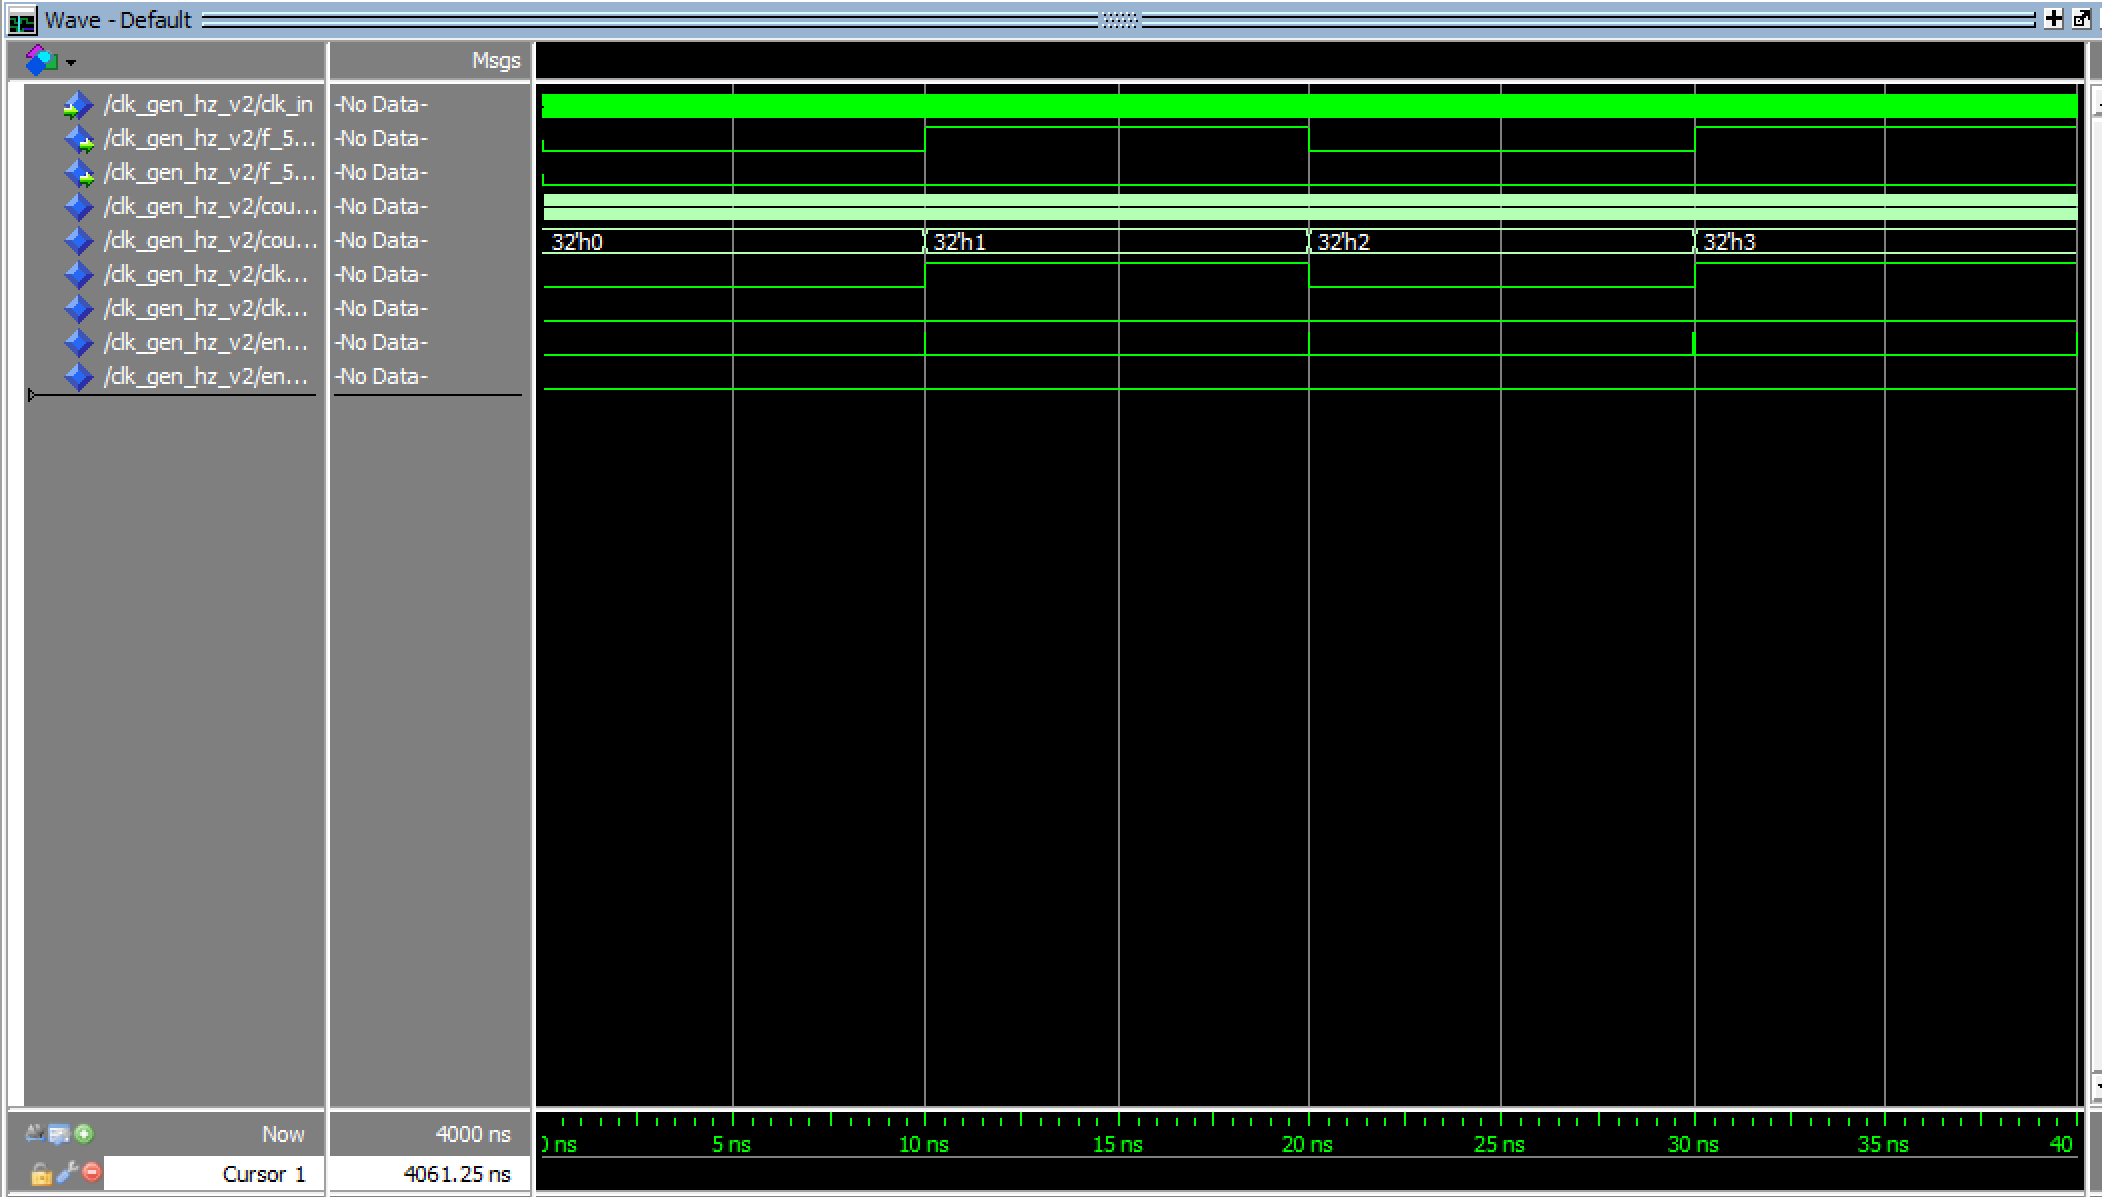 Wave - Default
Msgs
/clk_gen_hz_v2/clk_in -No Data-
/clk_gen_hz_v2/f_5... -No Data-
/clk_gen_hz_v2/f_5... -No Data-
/clk_gen_hz_v2/cou... -No Data-
/clk_gen_hz_v2/cou... -No Data- 32'h0 32'h1 32'h2 32'h3
/clk_gen_hz_v2/clk... -No Data-
/clk_gen_hz_v2/clk... -No Data-
/clk_gen_hz_v2/en... -No Data-
/clk_gen_hz_v2/en... -No Data-
Now 4000 ns 0 ns 5 ns 10 ns 15 ns 20 ns 25 ns 30 ns 35 ns 40
Cursor 1 4061.25 ns